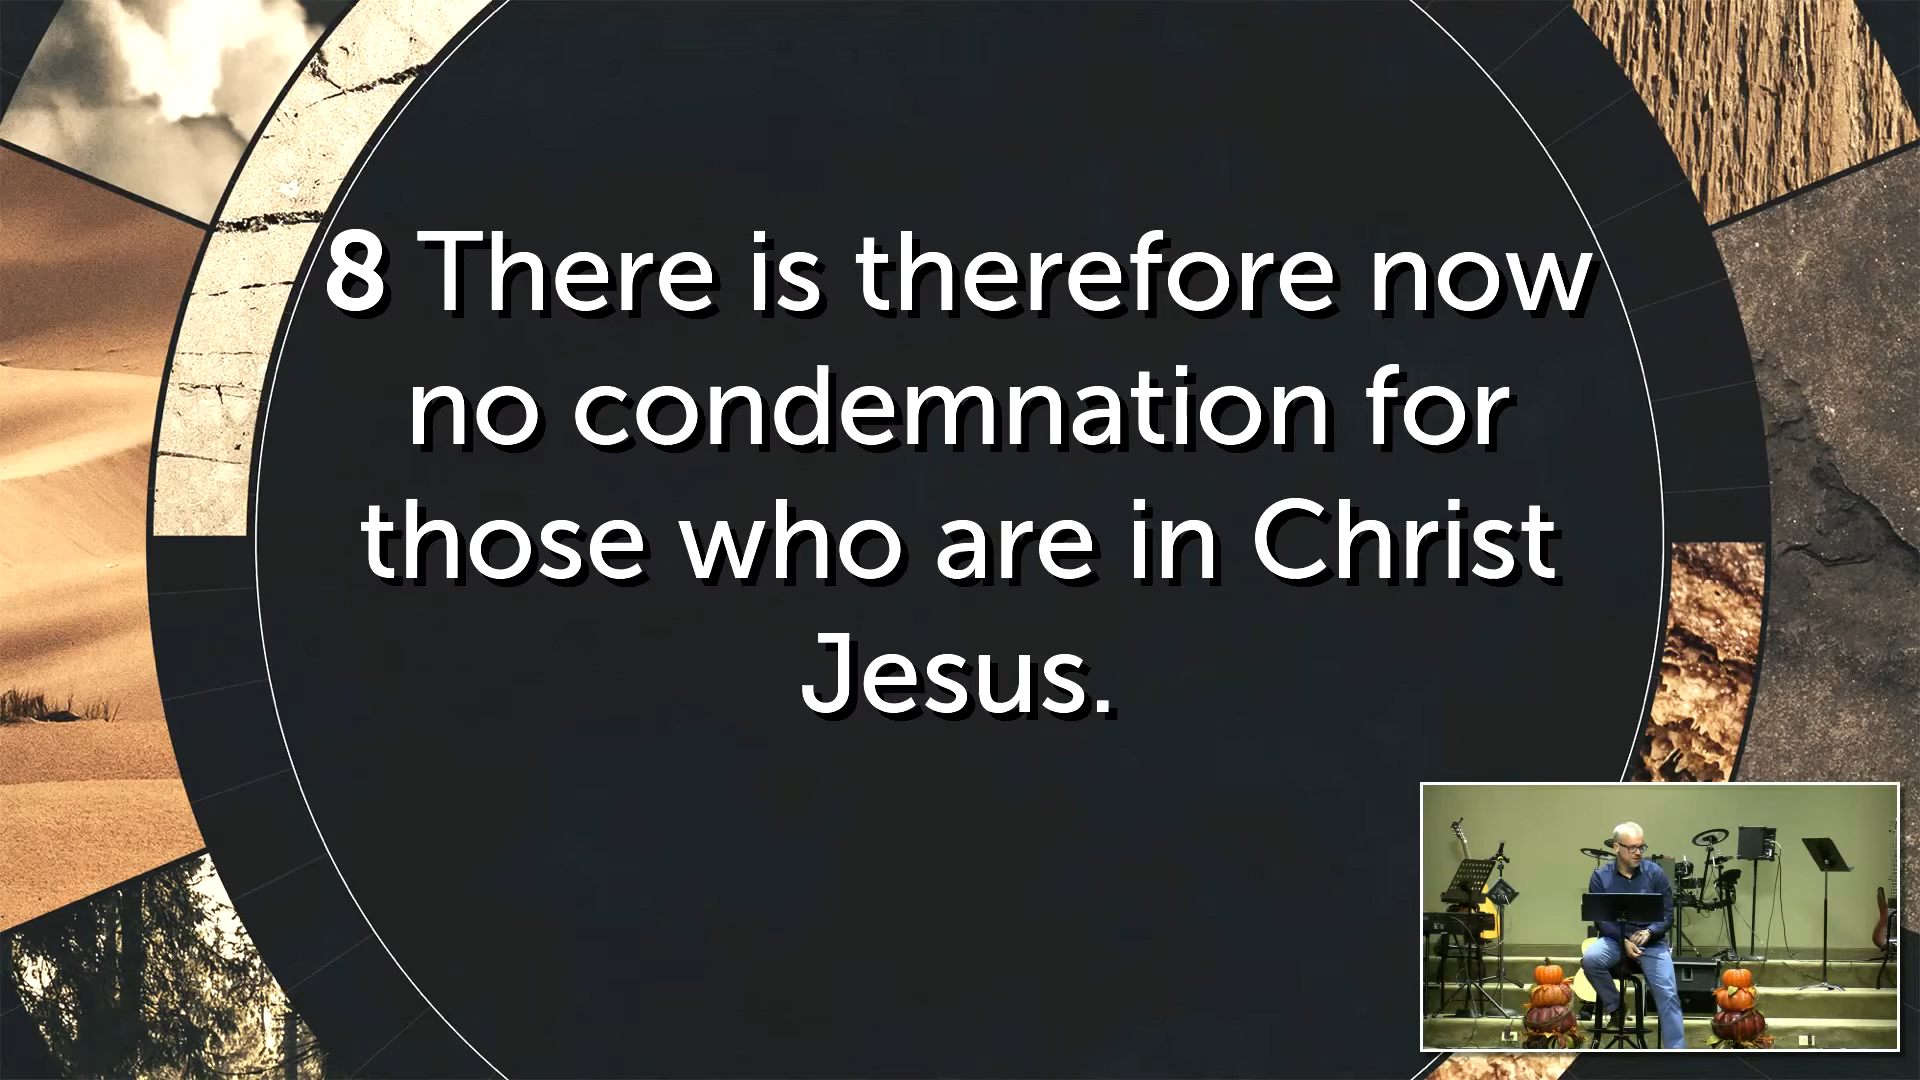 8 There is therefore now
no condemnation for
those who are in Christ
Jesus.